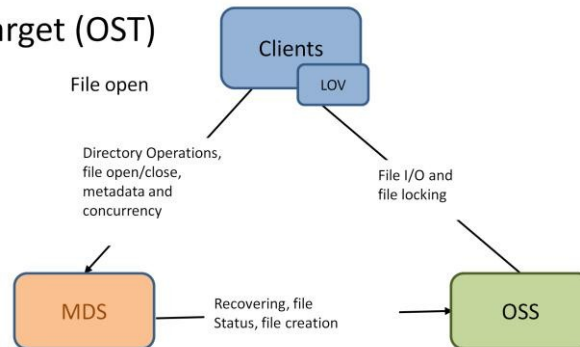 arget (OST)
Clients
LOV
File open
Directory Operations,
file open/close,
metadata and
concurrency
File I/O and
file locking
MDS
Recovering, file
Status, file creation
OSS